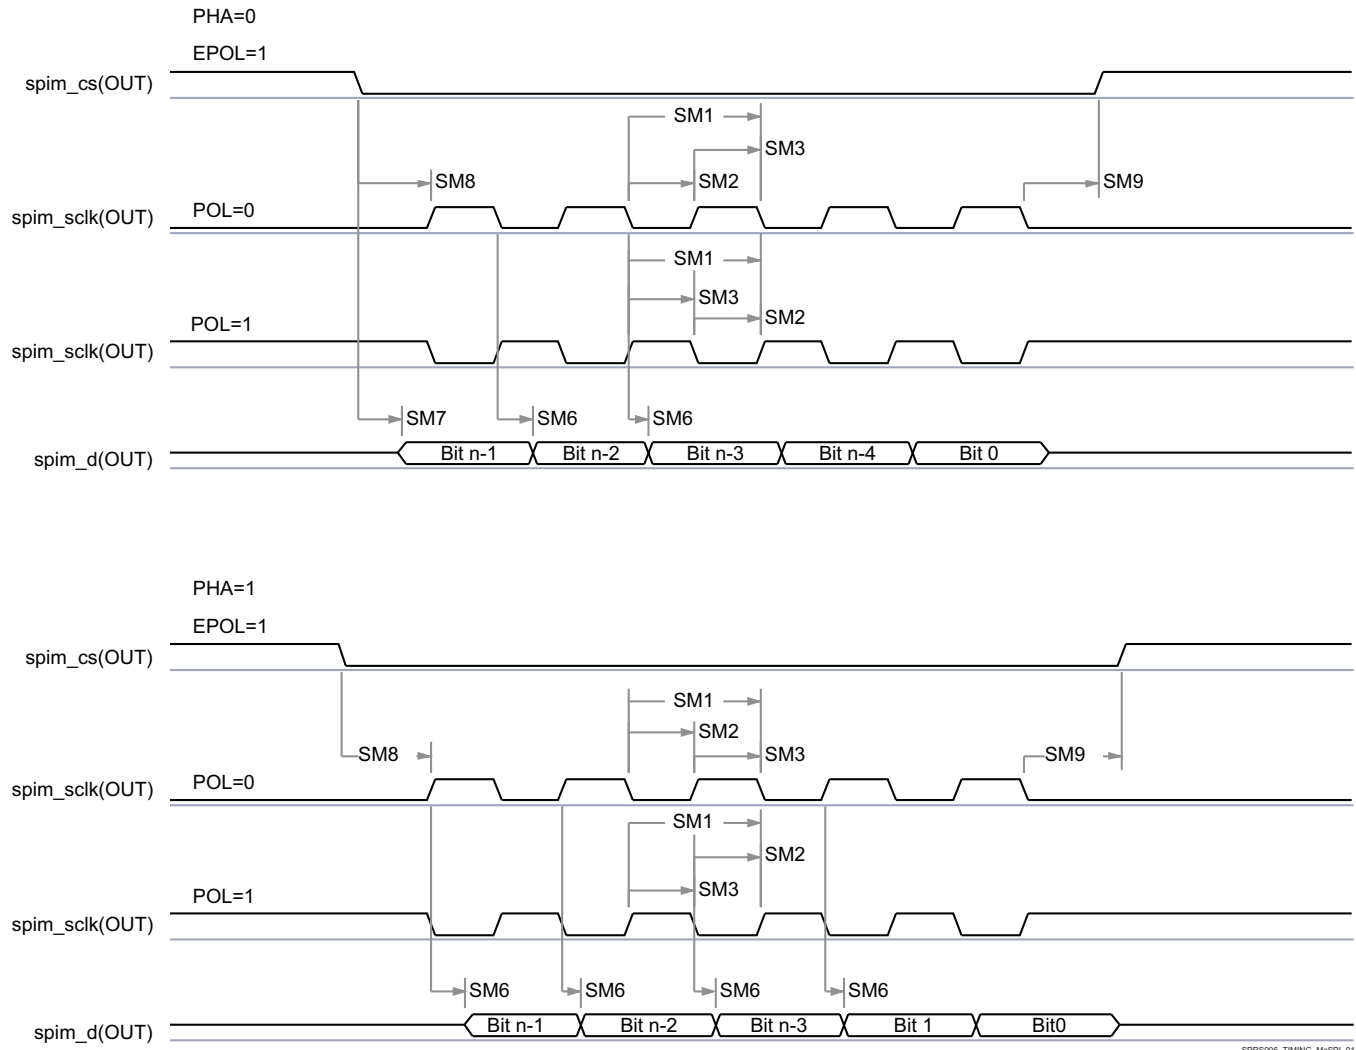 PHA=0
EPOL=1
spim_cs(OUT)
SM1
SM3
SM8
SM2
SM9
POL=0
spim_sclk(OUT)
SM1
SM3
SM2
POL=1
spim_sclk(OUT)
SM7
SM6
SM6
spim_d(OUT)
Bit n-1
Bit n-2
Bit n-3
Bit n-4
Bit 0
PHA=1
EPOL=1
spim_cs(OUT)
SM1
SM2
SM8
SM3
SM9
POL=0
spim_sclk(OUT)
SM1
SM2
SM3
POL=1
spim_sclk(OUT)
SM6
SM6
SM6
SM6
spim_d(OUT)
Bit n-1
Bit n-2
Bit n-3
Bit 1
Bit0